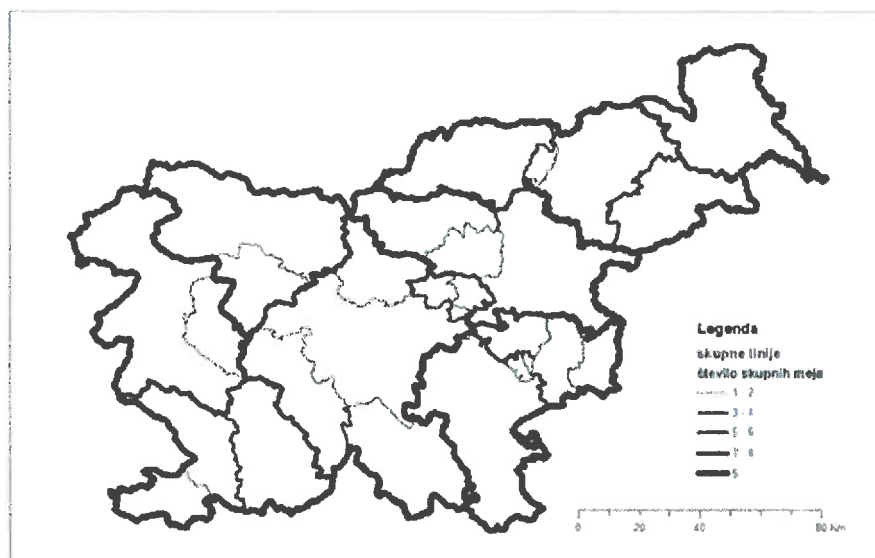 Legenda
skupne linije
število skupnih meja
1 - 2
3 - 4
5 - 6
7 - 8
9
0 20 40 80 Km